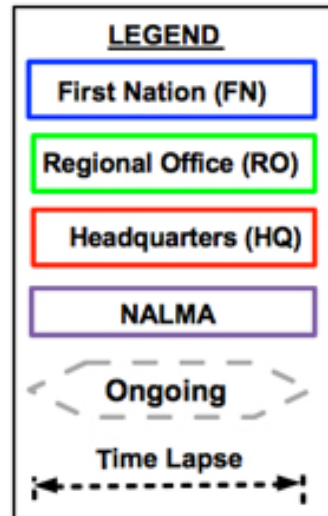 LEGEND
First Nation (FN)
Regional Office (RO)
Headquarters (HQ)
NALMA
Ongoing
Time Lapse